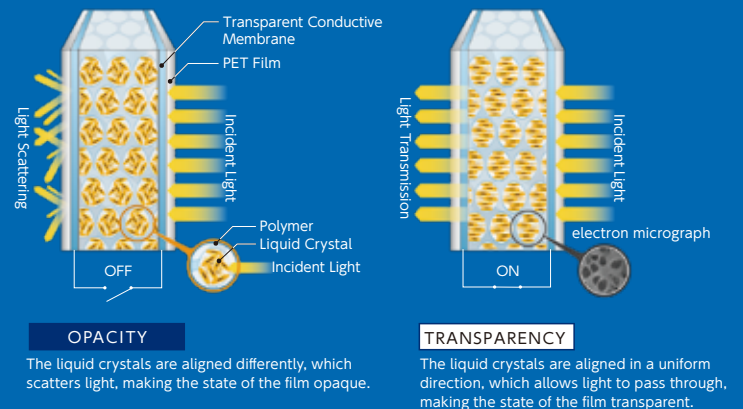 Transparent Conductive
Membrane
PET Film
Light Scattering
Incident Light
Polymer
Liquid Crystal
Incident Light
OFF
OPACITY
The liquid crystals are aligned differently, which
scatters light, making the state of the film opaque.
Light Transmission
Incident Light
electron micrograph
ON
TRANSPARENCY
The liquid crystals are aligned in a uniform
direction, which allows light to pass through,
making the state of the film transparent.